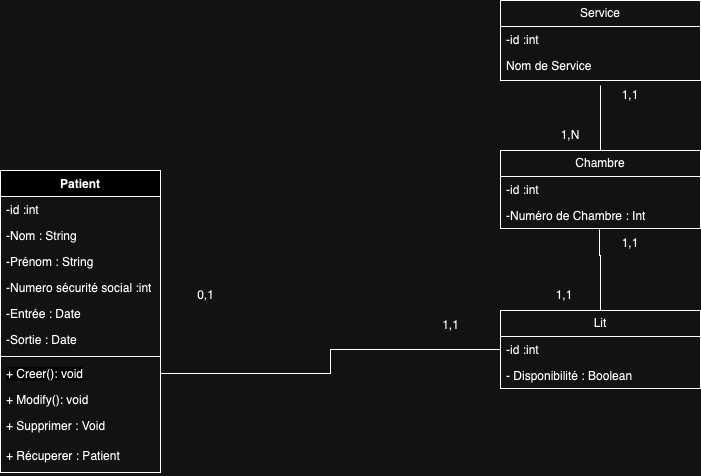 Service
-id :int
Nom de Service
1,1
1,N
Chambre
-id :int
-Numéro de Chambre : Int
1,1
1,1
Lit
-id :int
- Disponibilité : Boolean
Patient
-id :int
-Nom : String
-Prénom : String
-Numero sécurité social :int
-Entrée : Date
-Sortie : Date
+ Creer(): void
+ Modify(): void
+ Supprimer : Void
+ Récuperer : Patient
0,1
1,1